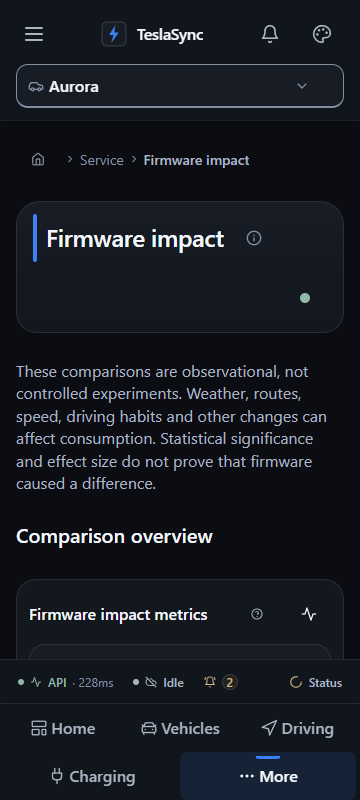 TeslaSync
Aurora
Service Firmware impact
Firmware impact
These comparisons are observational, not
controlled experiments. Weather, routes,
speed, driving habits and other changes can
affect consumption. Statistical significance
and effect size do not prove that firmware
caused a difference.
Comparison overview
Firmware impact metrics
API · 228ms Idle 2 Status
Home Vehicles Driving
Charging More